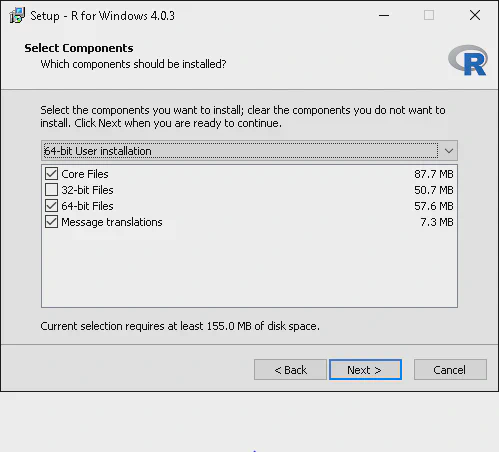 Setup - R for Windows 4.0.3
Select Components
Which components should be installed?
R
Select the components you want to install; clear the components you do not want to
install. Click Next when you are ready to continue.
64-bit User installation
Core Files 87.7 MB
32-bit Files 50.7 MB
64-bit Files 57.6 MB
Message translations 7.3 MB
Current selection requires at least 155.0 MB of disk space.
< Back Next > Cancel